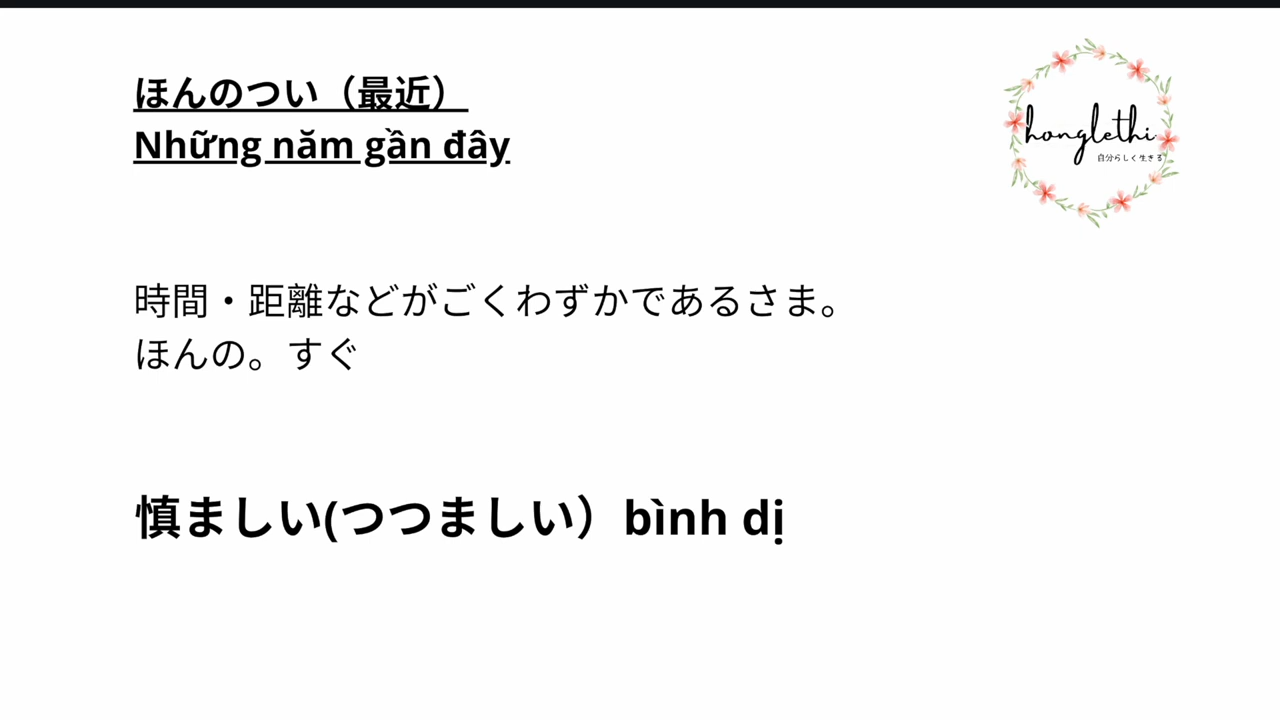 ほんのつい（最近）
Những năm gần đây
honglethi
自分らしく生きる
時間・距離などがごくわずかであるさま。
ほんの。すぐ
慎ましい(つつましい）bình dị